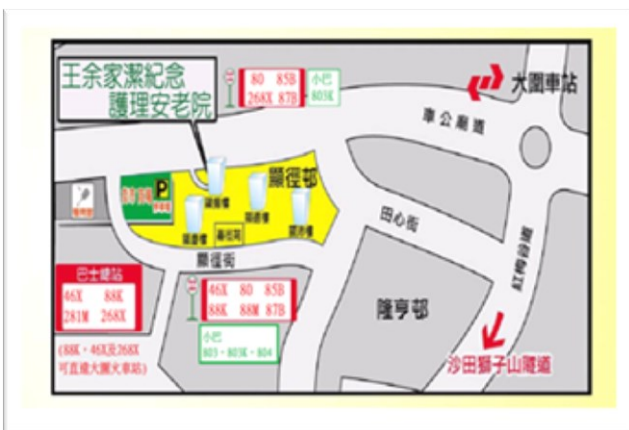 王余家潔紀念
護理安老院
80 85B
268X 87B
小巴
803K
大圍車站
車公廟道
顯徑邨
P
田心街
顯徑街
紅梅谷道
巴士總站
46X 88K
281M 268X
(88K、46X及268X
可直達大圍火車站)
46X 80 85B
88K 88M 87B
小巴
803、803K、804
隆亨邨
沙田獅子山隧道